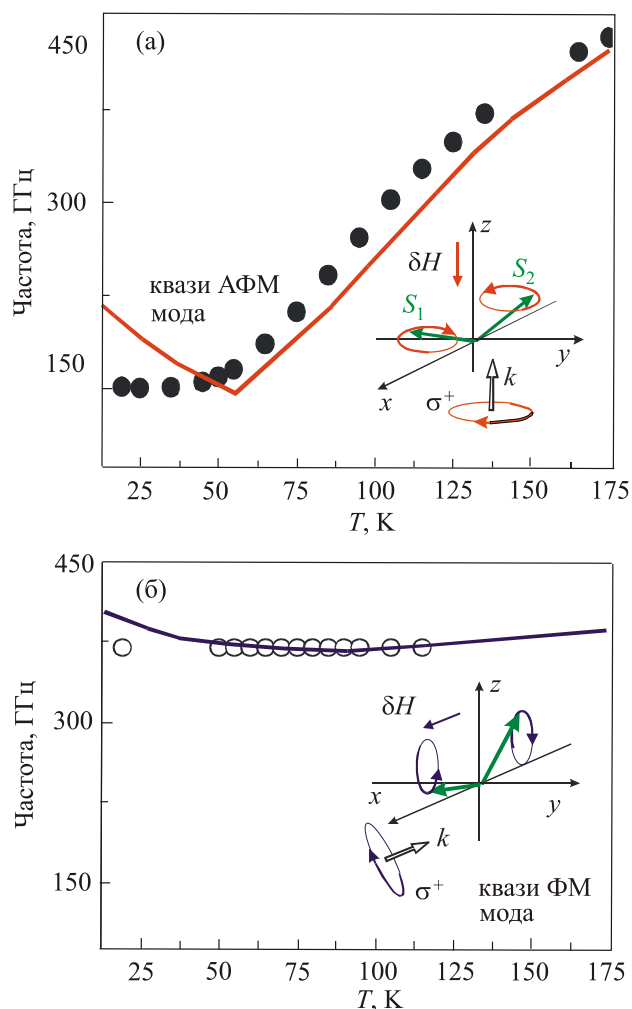 (а)
450
300
150
Частота, ГГц
квази АФМ
мода
z
δH
S₂
S₁
y
x
k
σ⁺
25 50 75 100 125 150 175
T, K
(б)
450
300
150
Частота, ГГц
z
δH
x
y
k
σ⁺
квази ФМ
мода
25 50 75 100 125 150 175
T, K